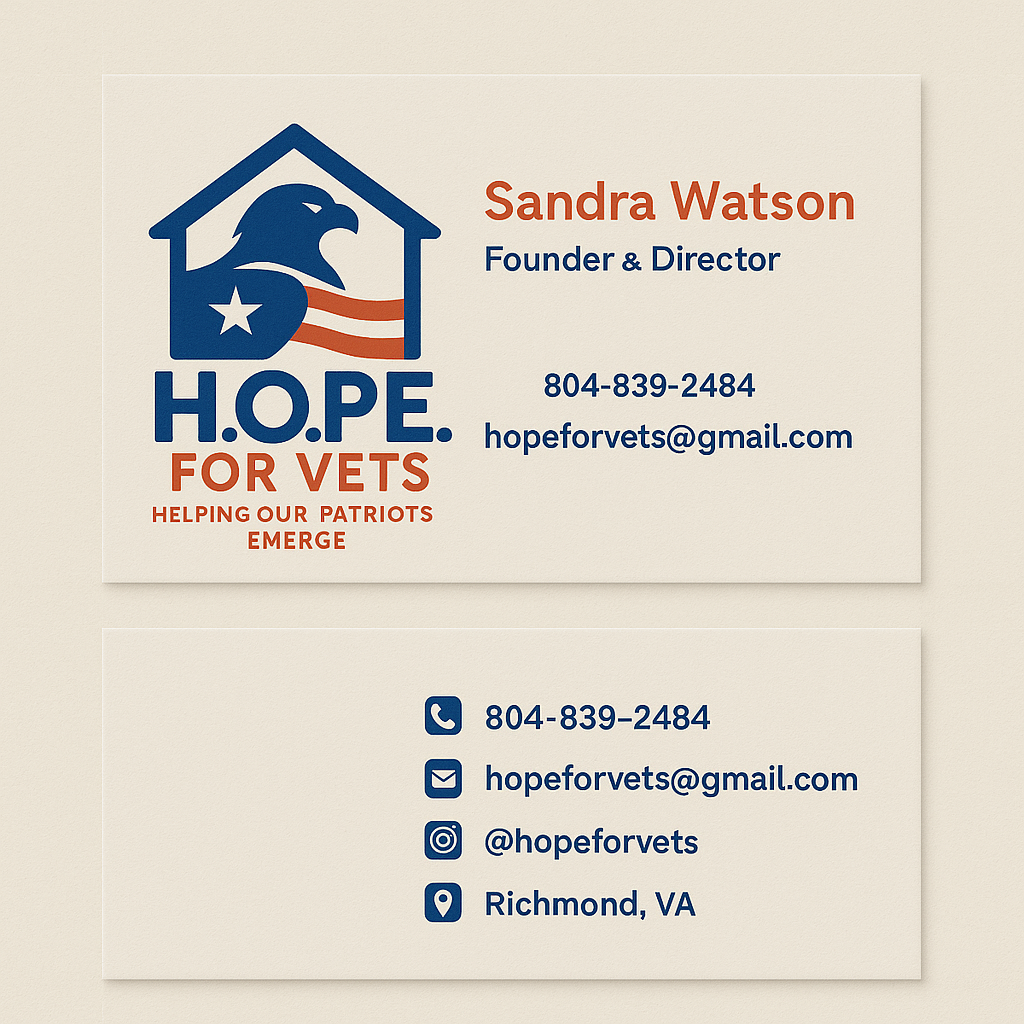 H.O.PE.
FOR VETS
HELPING OUR PATRIOTS
EMERGE
Sandra Watson
Founder & Director
804-839-2484
hopeforvets@gmail.com
804-839–2484
hopeforvets@gmail.com
@hopeforvets
Richmond, VA